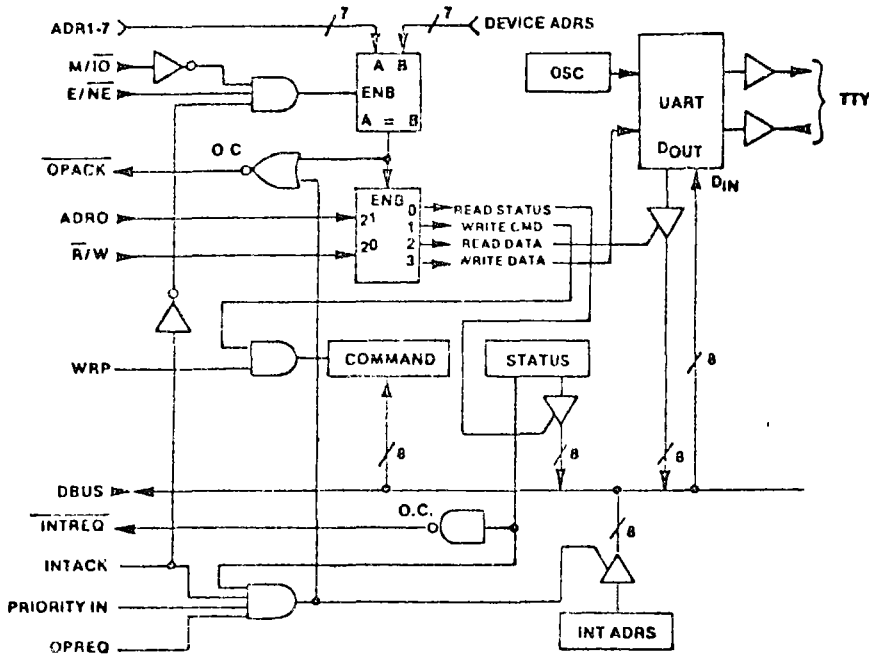 ADR1-7
7
7
DEVICE ADRS
M/IO
E/NE
A B
ENB
A = B
OSC
UART
TTY
DOUT
DIN
O C
OPACK
ADRO
R/W
ENB
21
20
0
1
2
3
READ STATUS
WRITE CMD
READ DATA
WRITE DATA
WRP
COMMAND
STATUS
8
8
8
8
DBUS
O.C.
INTREQ
8
INTACK
PRIORITY IN
OPREQ
INT ADRS